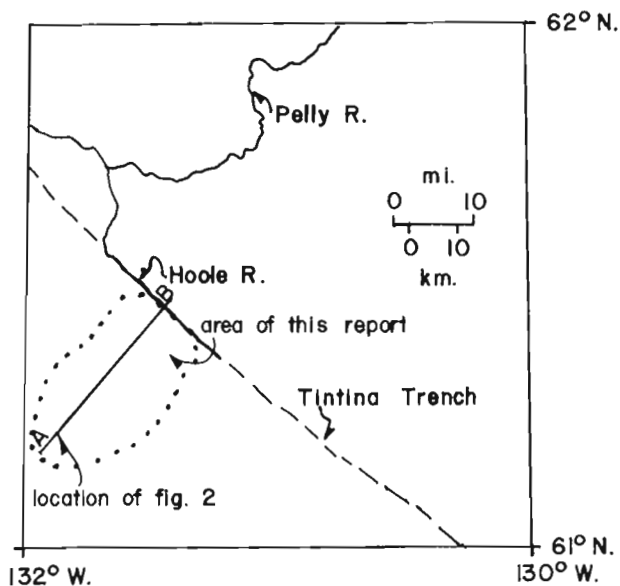 62° N.
Pelly R.
mi.
0 10
0 10
km.
Hoole R.
B
area of this report
Tintina Trench
A
location of fig. 2
61° N.
132° W.
130° W.